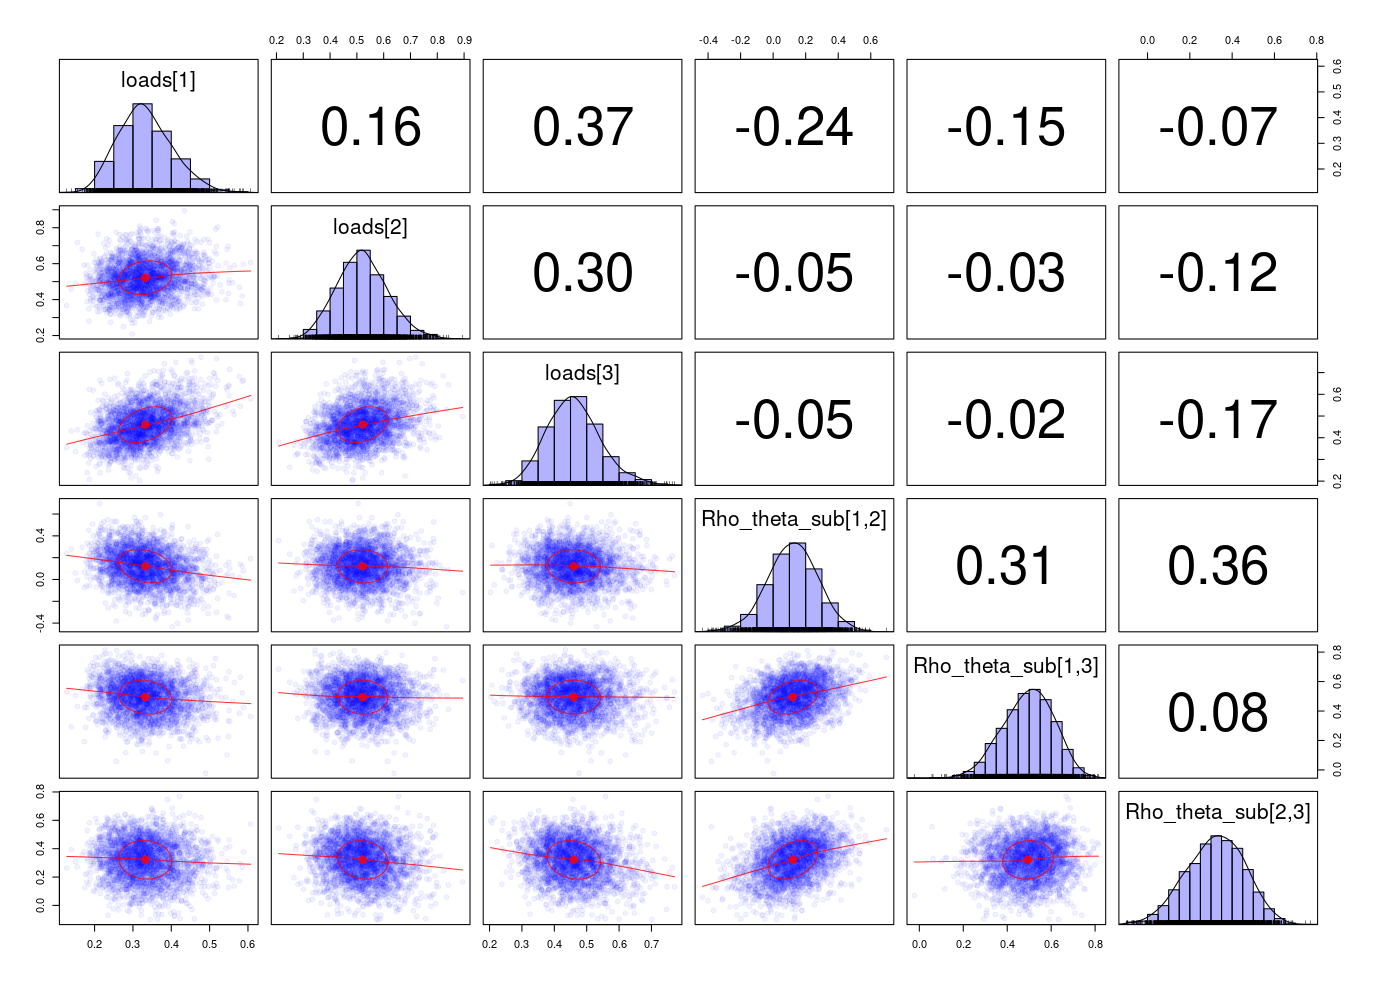 0.2 0.3 0.4 0.5 0.6 0.7 0.8 0.9
-0.4 -0.2 0.0 0.2 0.4 0.6
0.0 0.2 0.4 0.6 0.8
loads[1]
0.16
0.37
-0.24
-0.15
-0.07
0.2 0.3 0.4 0.5 0.6
0.2 0.4 0.6 0.8
loads[2]
0.30
-0.05
-0.03
-0.12
loads[3]
-0.05
-0.02
-0.17
0.2 0.4 0.6
-0.4 0.0 0.4
Rho_theta_sub[1,2]
0.31
0.36
Rho_theta_sub[1,3]
0.08
0.0 0.2 0.4 0.6 0.8
0.0 0.2 0.4 0.6 0.8
Rho_theta_sub[2,3]
0.2 0.3 0.4 0.5 0.6
0.2 0.3 0.4 0.5 0.6 0.7
0.0 0.2 0.4 0.6 0.8